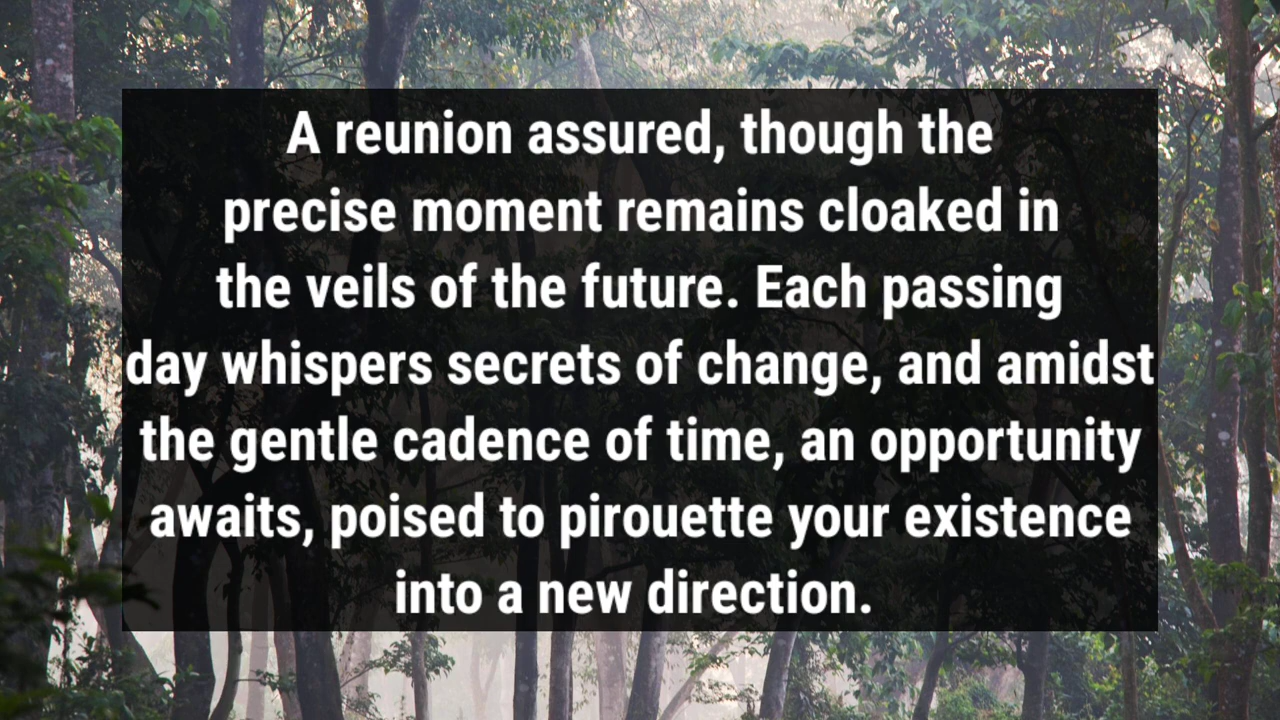 A reunion assured, though the
precise moment remains cloaked in
the veils of the future. Each passing
day whispers secrets of change, and amidst
the gentle cadence of time, an opportunity
awaits, poised to pirouette your existence
into a new direction.